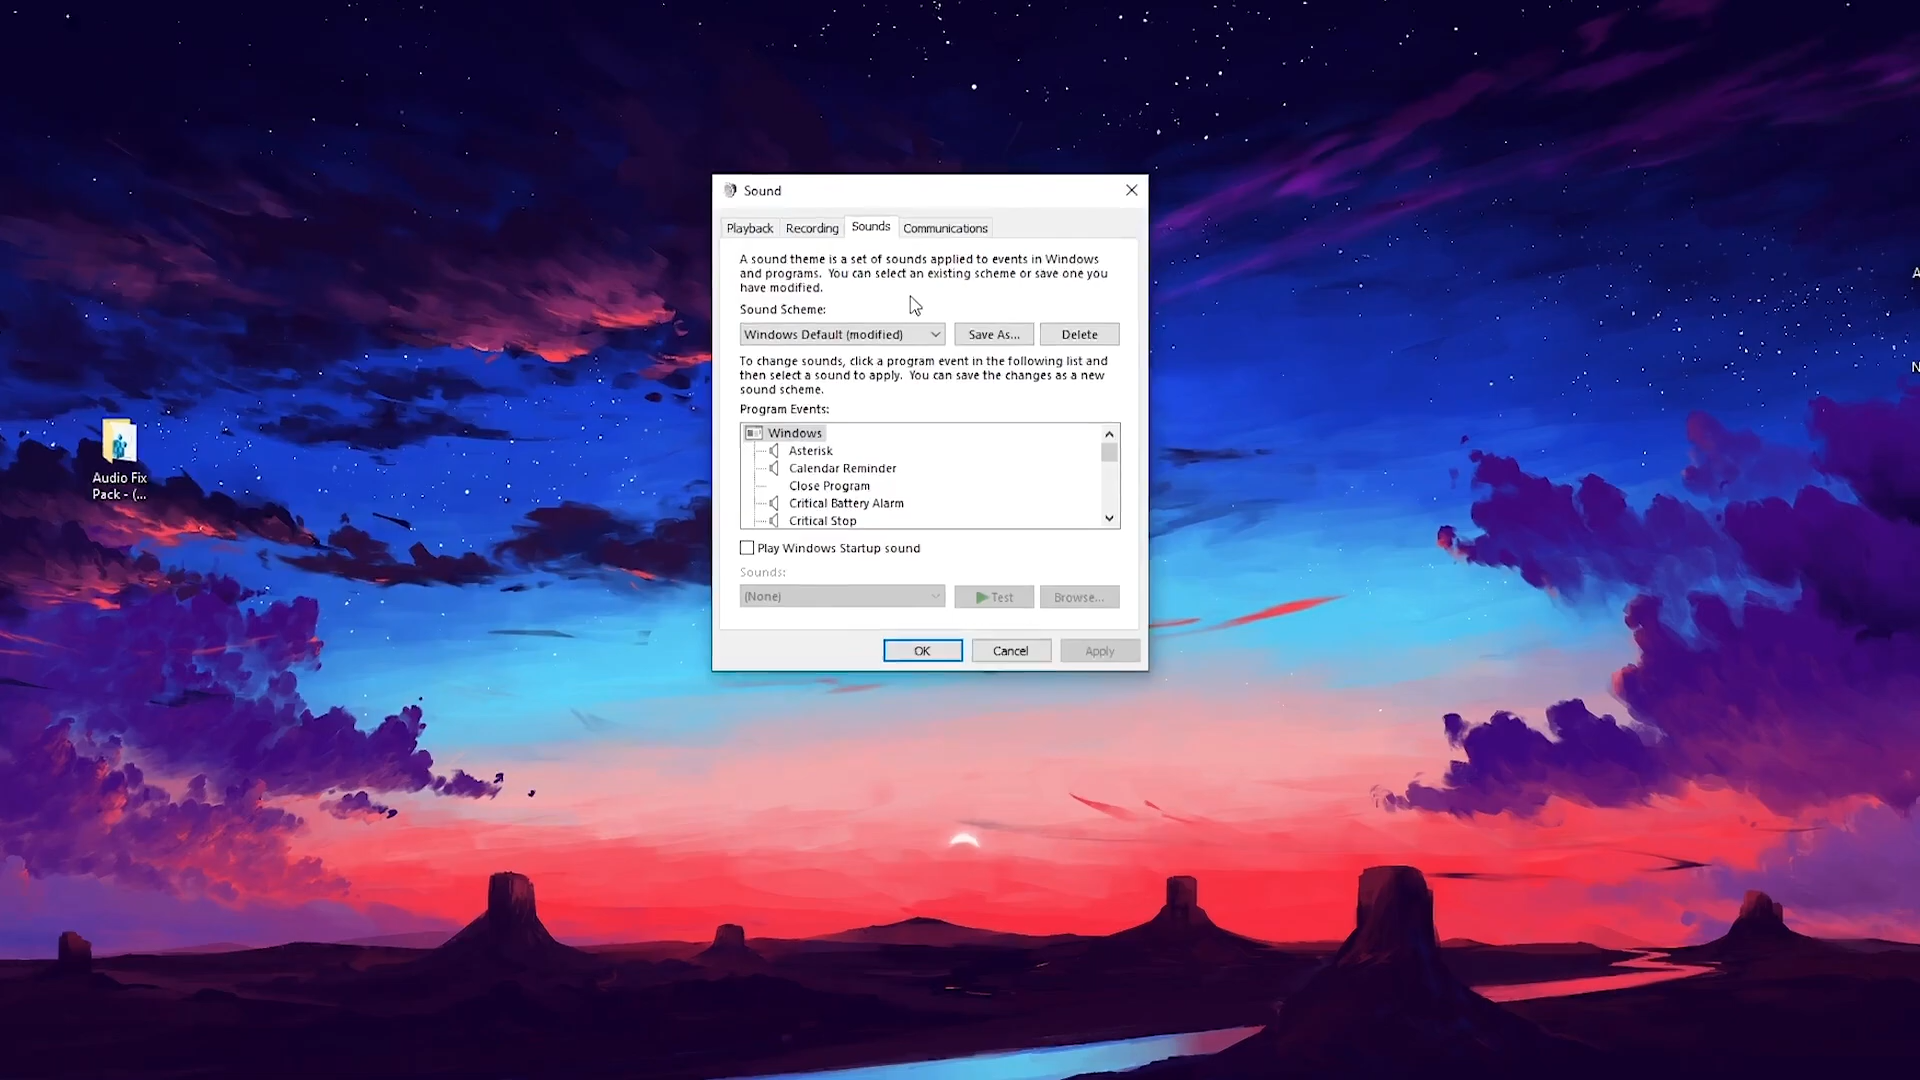 Sound
Playback
Recording
Sounds
Communications
A sound theme is a set of sounds applied to events in Windows
and programs. You can select an existing scheme or save one you
have modified.
Sound Scheme:
Windows Default (modified)
Save As...
Delete
To change sounds, click a program event in the following list and
then select a sound to apply. You can save the changes as a new
sound scheme.
Program Events:
Windows
Asterisk
Calendar Reminder
Close Program
Critical Battery Alarm
Critical Stop
Play Windows Startup sound
Sounds:
(None)
Test
Browse...
OK
Cancel
Apply
Audio Fix
Pack - (...
A
N